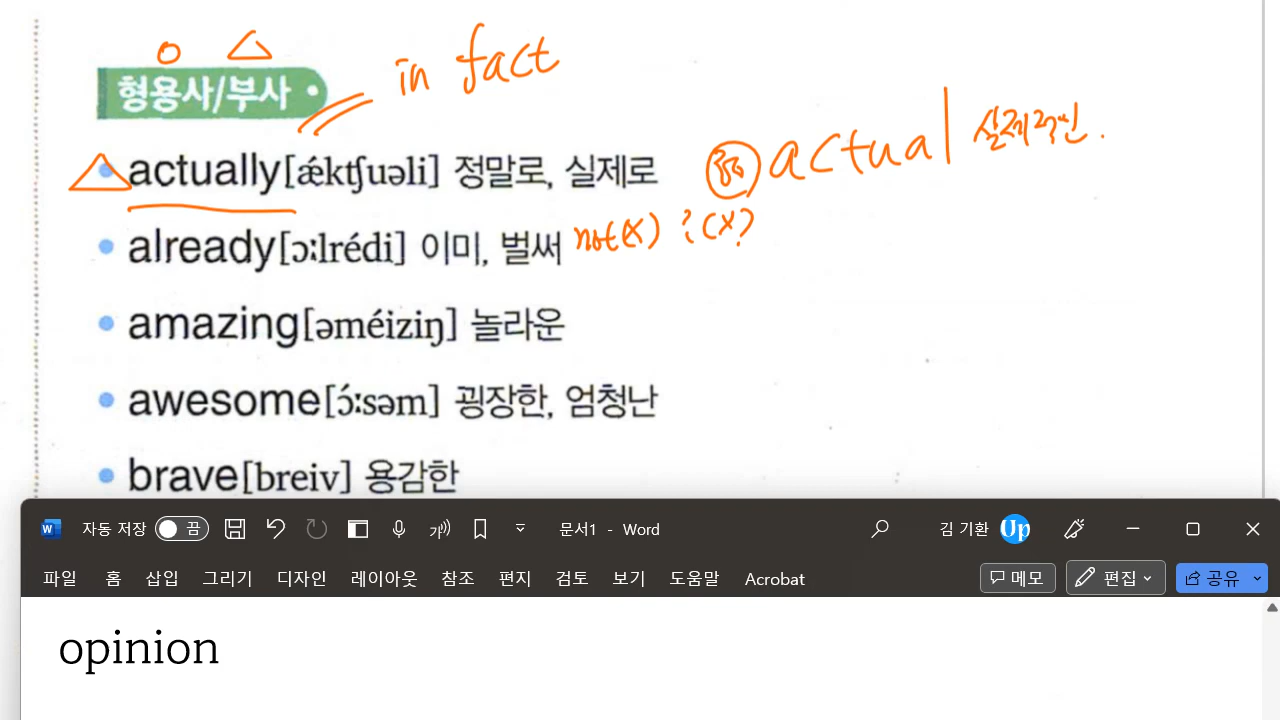 in fact
형용사/부사
actually[ǽktʃuəli] 정말로, 실제로 형 actual 실제적인.
already[ɔːlrédi] 이미, 벌써 not(X) ?(X)
amazing[əméiziŋ] 놀라운
awesome[ɔ́ːsəm] 굉장한, 엄청난
brave[breiv] 용감한
자동 저장 끔 가)) 문서1 - Word 김 기환 Up
파일 홈 삽입 그리기 디자인 레이아웃 참조 편지 검토 보기 도움말 Acrobat 메모 편집 공유
opinion